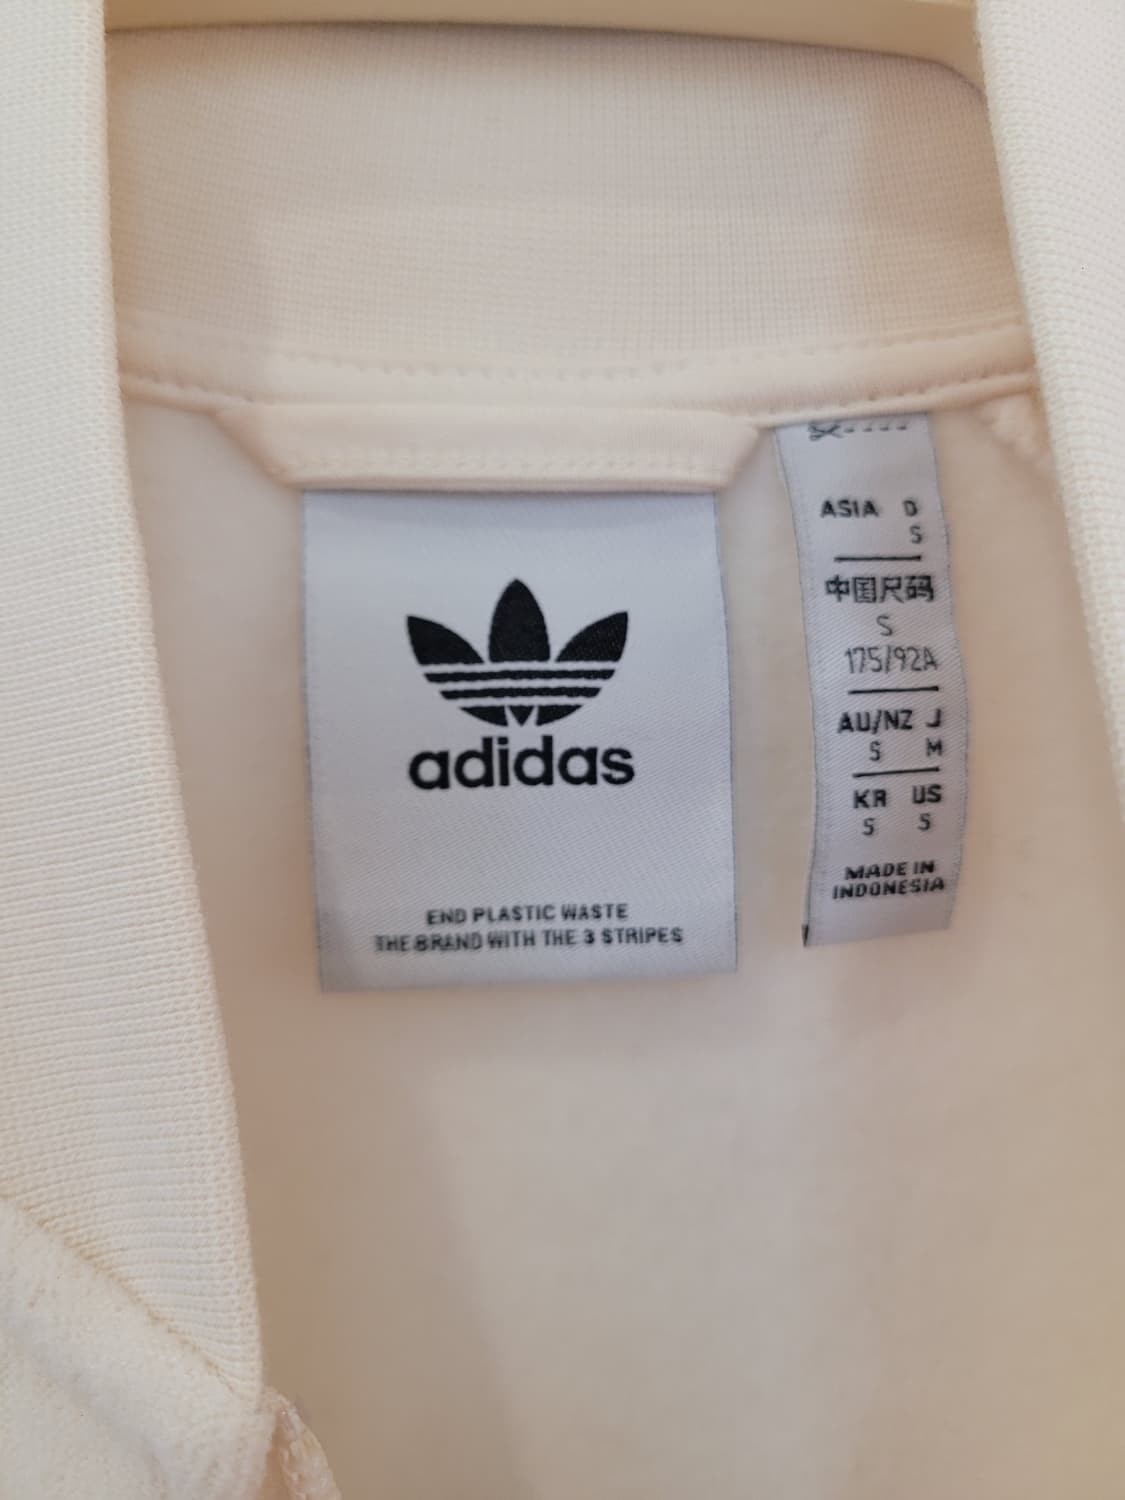 adidas
END PLASTIC WASTE
THE BRAND WITH THE 3 STRIPES
ASIA D
S
中国尺码
S
175/92A
AU/NZ J
S M
KR US
S S
MADE IN
INDONESIA